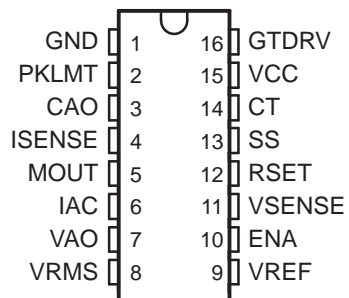 GND 1 16 GTDRV
PKLMT 2 15 VCC
CAO 3 14 CT
ISENSE 4 13 SS
MOUT 5 12 RSET
IAC 6 11 VSENSE
VAO 7 10 ENA
VRMS 8 9 VREF